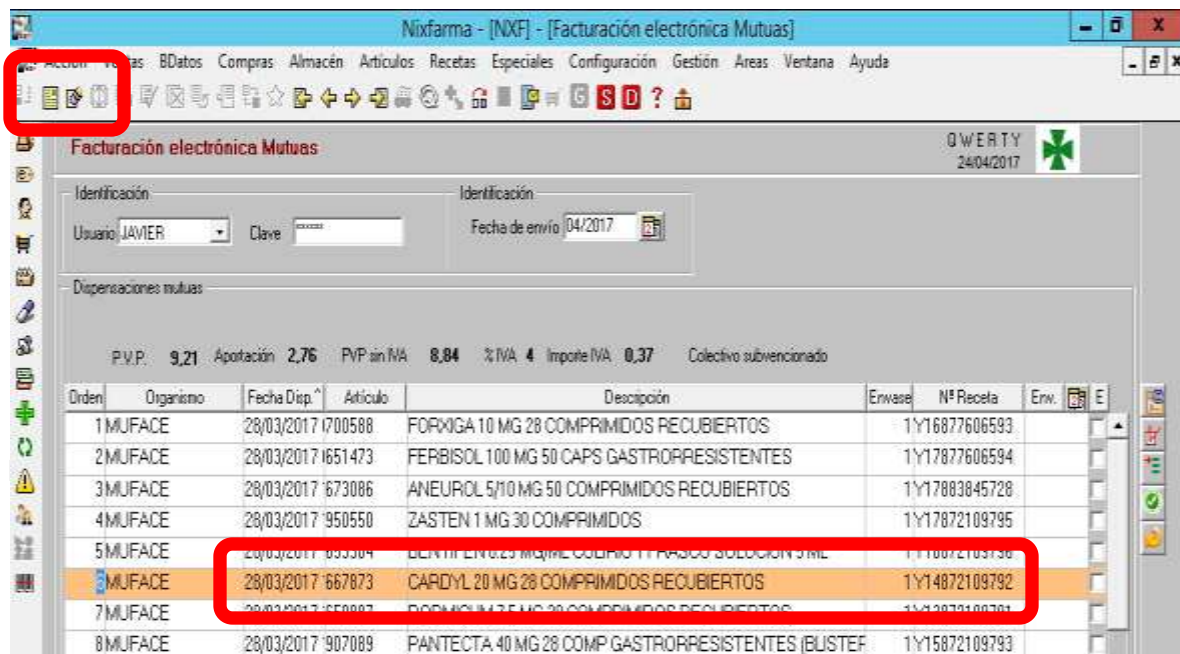 Nixfarma - [NXF] - [Facturación electrónica Mutuas]
BDatos Compras Almacén Artículos Recetas Especiales Configuración Gestión Areas Ventana Ayuda
G S D ?
Facturación electrónica Mutuas
QWERTY
24/04/2017
Identificación
Identificación
Usuario JAVIER Clave Fecha de envío 04/2017
Dispensaciones mutuas
P.V.P. 9,21 Aportación 2,76 PVP sin IVA 8,84 % IVA 4 Importe IVA 0,37 Colectivo subvencionado
Orden Organismo Fecha Disp.^ Artículo Descripción Envase Nº Receta Env. E
1 MUFACE 28/03/2017 700588 FORXIGA 10 MG 28 COMPRIMIDOS RECUBIERTOS 1 Y16877606593
2 MUFACE 28/03/2017 651473 FERBISOL 100 MG 50 CAPS GASTRORRESISTENTES 1 Y17877606594
3 MUFACE 28/03/2017 673086 ANEUROL 5/10 MG 50 COMPRIMIDOS RECUBIERTOS 1 Y17883845728
4 MUFACE 28/03/2017 950550 ZASTEN 1 MG 30 COMPRIMIDOS 1 Y17872109795
5 MUFACE
MUFACE 28/03/2017 667873 CARDYL 20 MG 28 COMPRIMIDOS RECUBIERTOS 1 Y14872109792
7 MUFACE
8 MUFACE 28/03/2017 907089 PANTECTA 40 MG 28 COMP GASTRORRESISTENTES (BLISTER 1 Y15872109793